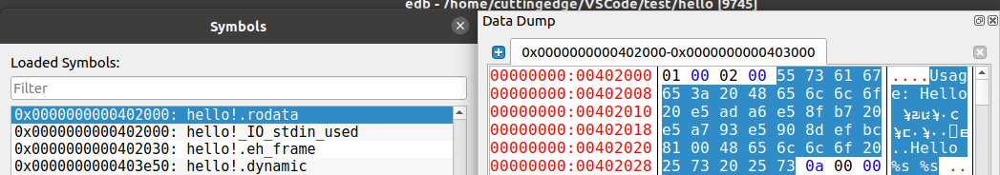 edb - /home/cuttingedge/VSCode/test/hello [9745]
Symbols
Loaded Symbols:
Filter
0x0000000000402000: hello!.rodata
0x0000000000402000: hello!_IO_stdin_used
0x0000000000402030: hello!.eh_frame
0x0000000000403e50: hello!.dynamic
Data Dump
0x0000000000402000-0x0000000000403000
00000000:00402000 01 00 02 00 55 73 61 67 ....Usag
00000000:00402008 65 3a 20 48 65 6c 6c 6f e: Hello
00000000:00402010 20 e5 ad a6 e5 8f b7 20
00000000:00402018 e5 a7 93 e5 90 8d ef bc
00000000:00402020 81 00 48 65 6c 6c 6f 20 ..Hello
00000000:00402028 25 73 20 25 73 0a 00 00 %s %s ..